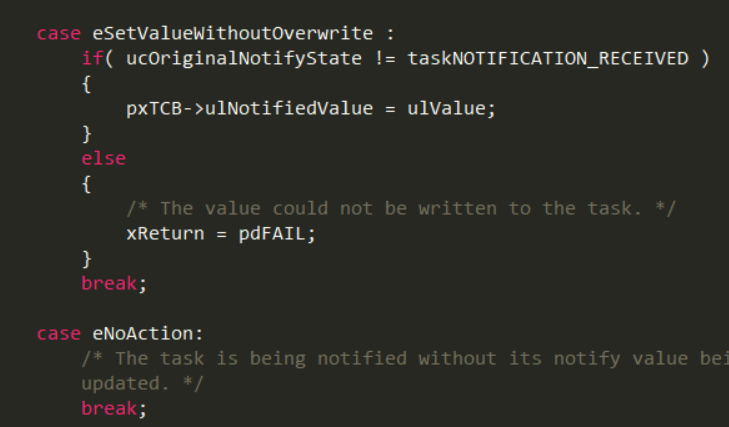 case eSetValueWithoutOverwrite :
if( ucOriginalNotifyState != taskNOTIFICATION_RECEIVED )
{
pxTCB->ulNotifiedValue = ulValue;
}
else
{
/* The value could not be written to the task. */
xReturn = pdFAIL;
}
break;
case eNoAction:
/* The task is being notified without its notify value bei
updated. */
break;